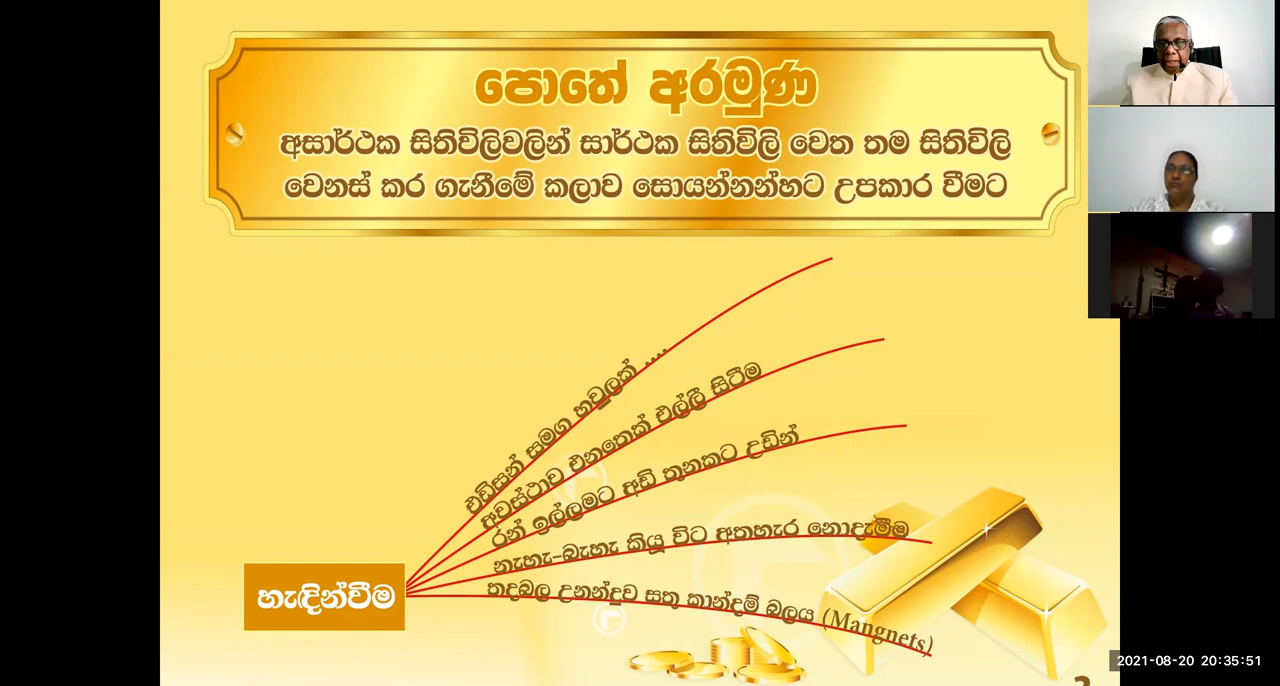 පොතේ අරමුණ
අසාර්ථක සිතිවිලිවලින් සාර්ථක සිතිවිලි වෙත තම සිතිවිලි
වෙනස් කර ගැනීමේ කලාව සොයන්නන්හට උපකාර වීමට
එඩිසන් සමග හවුලක් ....
අවස්ථාව එනතෙක් එල්ලී සිටීම
රන් ඉල්ලමට අඩි තුනකට උඩින්
නැහැ-බැහැ කියූ විට අතහැර නොදැමීම
තදබල උනන්දුව සතු කාන්දම් බලය (Mangnets)
හැඳින්වීම
2021-08-20 20:35:51